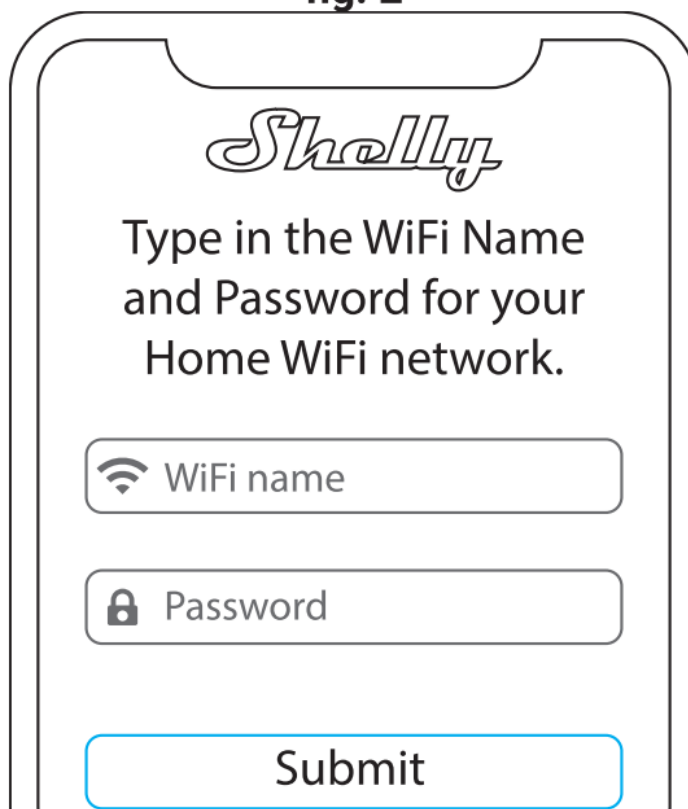 Shelly
Type in the WiFi Name
and Password for your
Home WiFi network.
WiFi name
Password
Submit